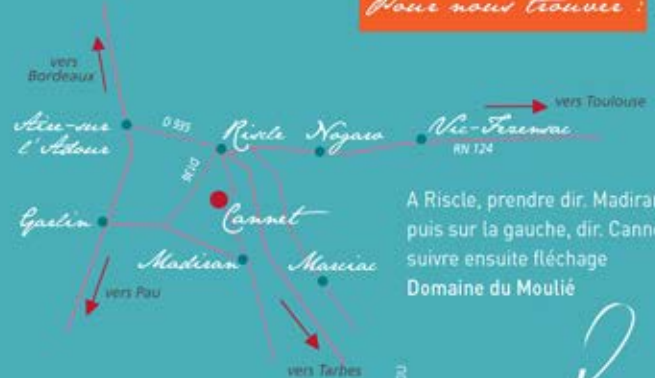 Pour nous trouver :
vers
Bordeaux
Aire-sur
l'Adour
D 935
Riscle
Nogaro
Vic-Fezensac
vers Toulouse
RN 124
Cannet
Garlin
Madiran
Marciac
A Riscle, prendre dir. Madiran
puis sur la gauche, dir. Canne
suivre ensuite fléchage
Domaine du Moulié
vers Pau
vers Tarbes